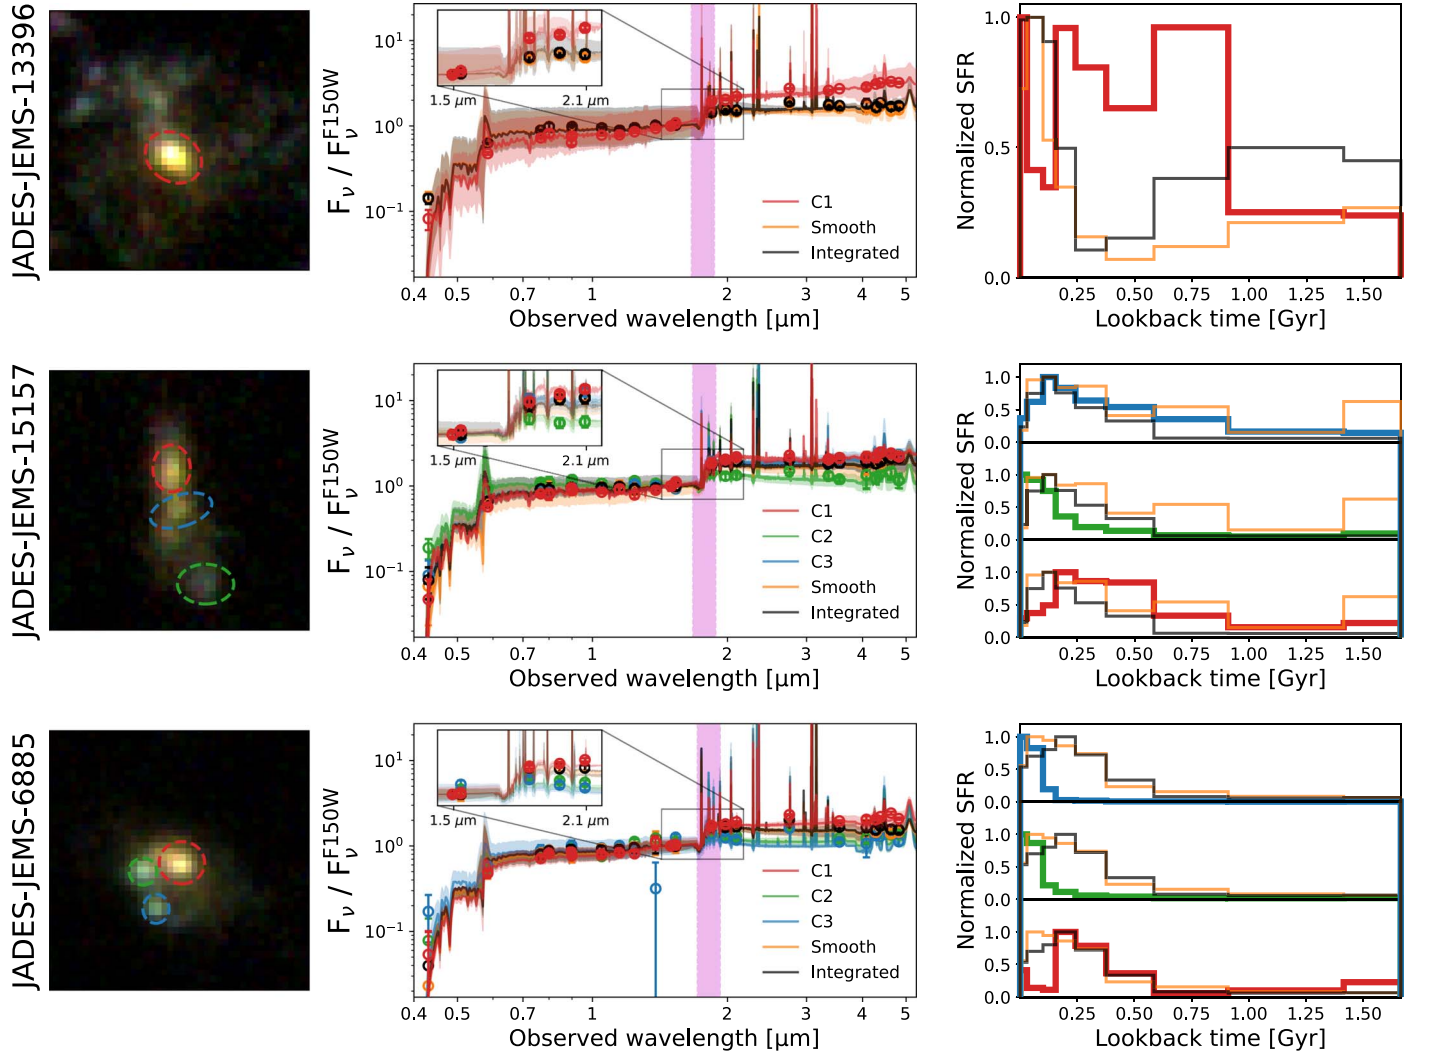 JADES-JEMS-13396
F_ν / F_ν^F150W
10^1
10^0
10^−1
1.5 μm
2.1 μm
C1
Smooth
Integrated
0.4 0.5 0.7 1 2 3 4 5
Observed wavelength [μm]
Normalized SFR
1.0
0.5
0.0
0.25 0.50 0.75 1.00 1.25 1.50
Lookback time [Gyr]
JADES-JEMS-15157
F_ν / F_ν^F150W
10^1
10^0
10^−1
1.5 μm
2.1 μm
C1
C2
C3
Smooth
Integrated
0.4 0.5 0.7 1 2 3 4 5
Observed wavelength [μm]
Normalized SFR
1.0
0.5
0.0
1.0
0.5
0.0
1.0
0.5
0.0
0.25 0.50 0.75 1.00 1.25 1.50
Lookback time [Gyr]
JADES-JEMS-6885
F_ν / F_ν^F150W
10^1
10^0
10^−1
1.5 μm
2.1 μm
C1
C2
C3
Smooth
Integrated
0.4 0.5 0.7 1 2 3 4 5
Observed wavelength [μm]
Normalized SFR
1.0
0.5
0.0
1.0
0.5
0.0
1.0
0.5
0.0
0.25 0.50 0.75 1.00 1.25 1.50
Lookback time [Gyr]